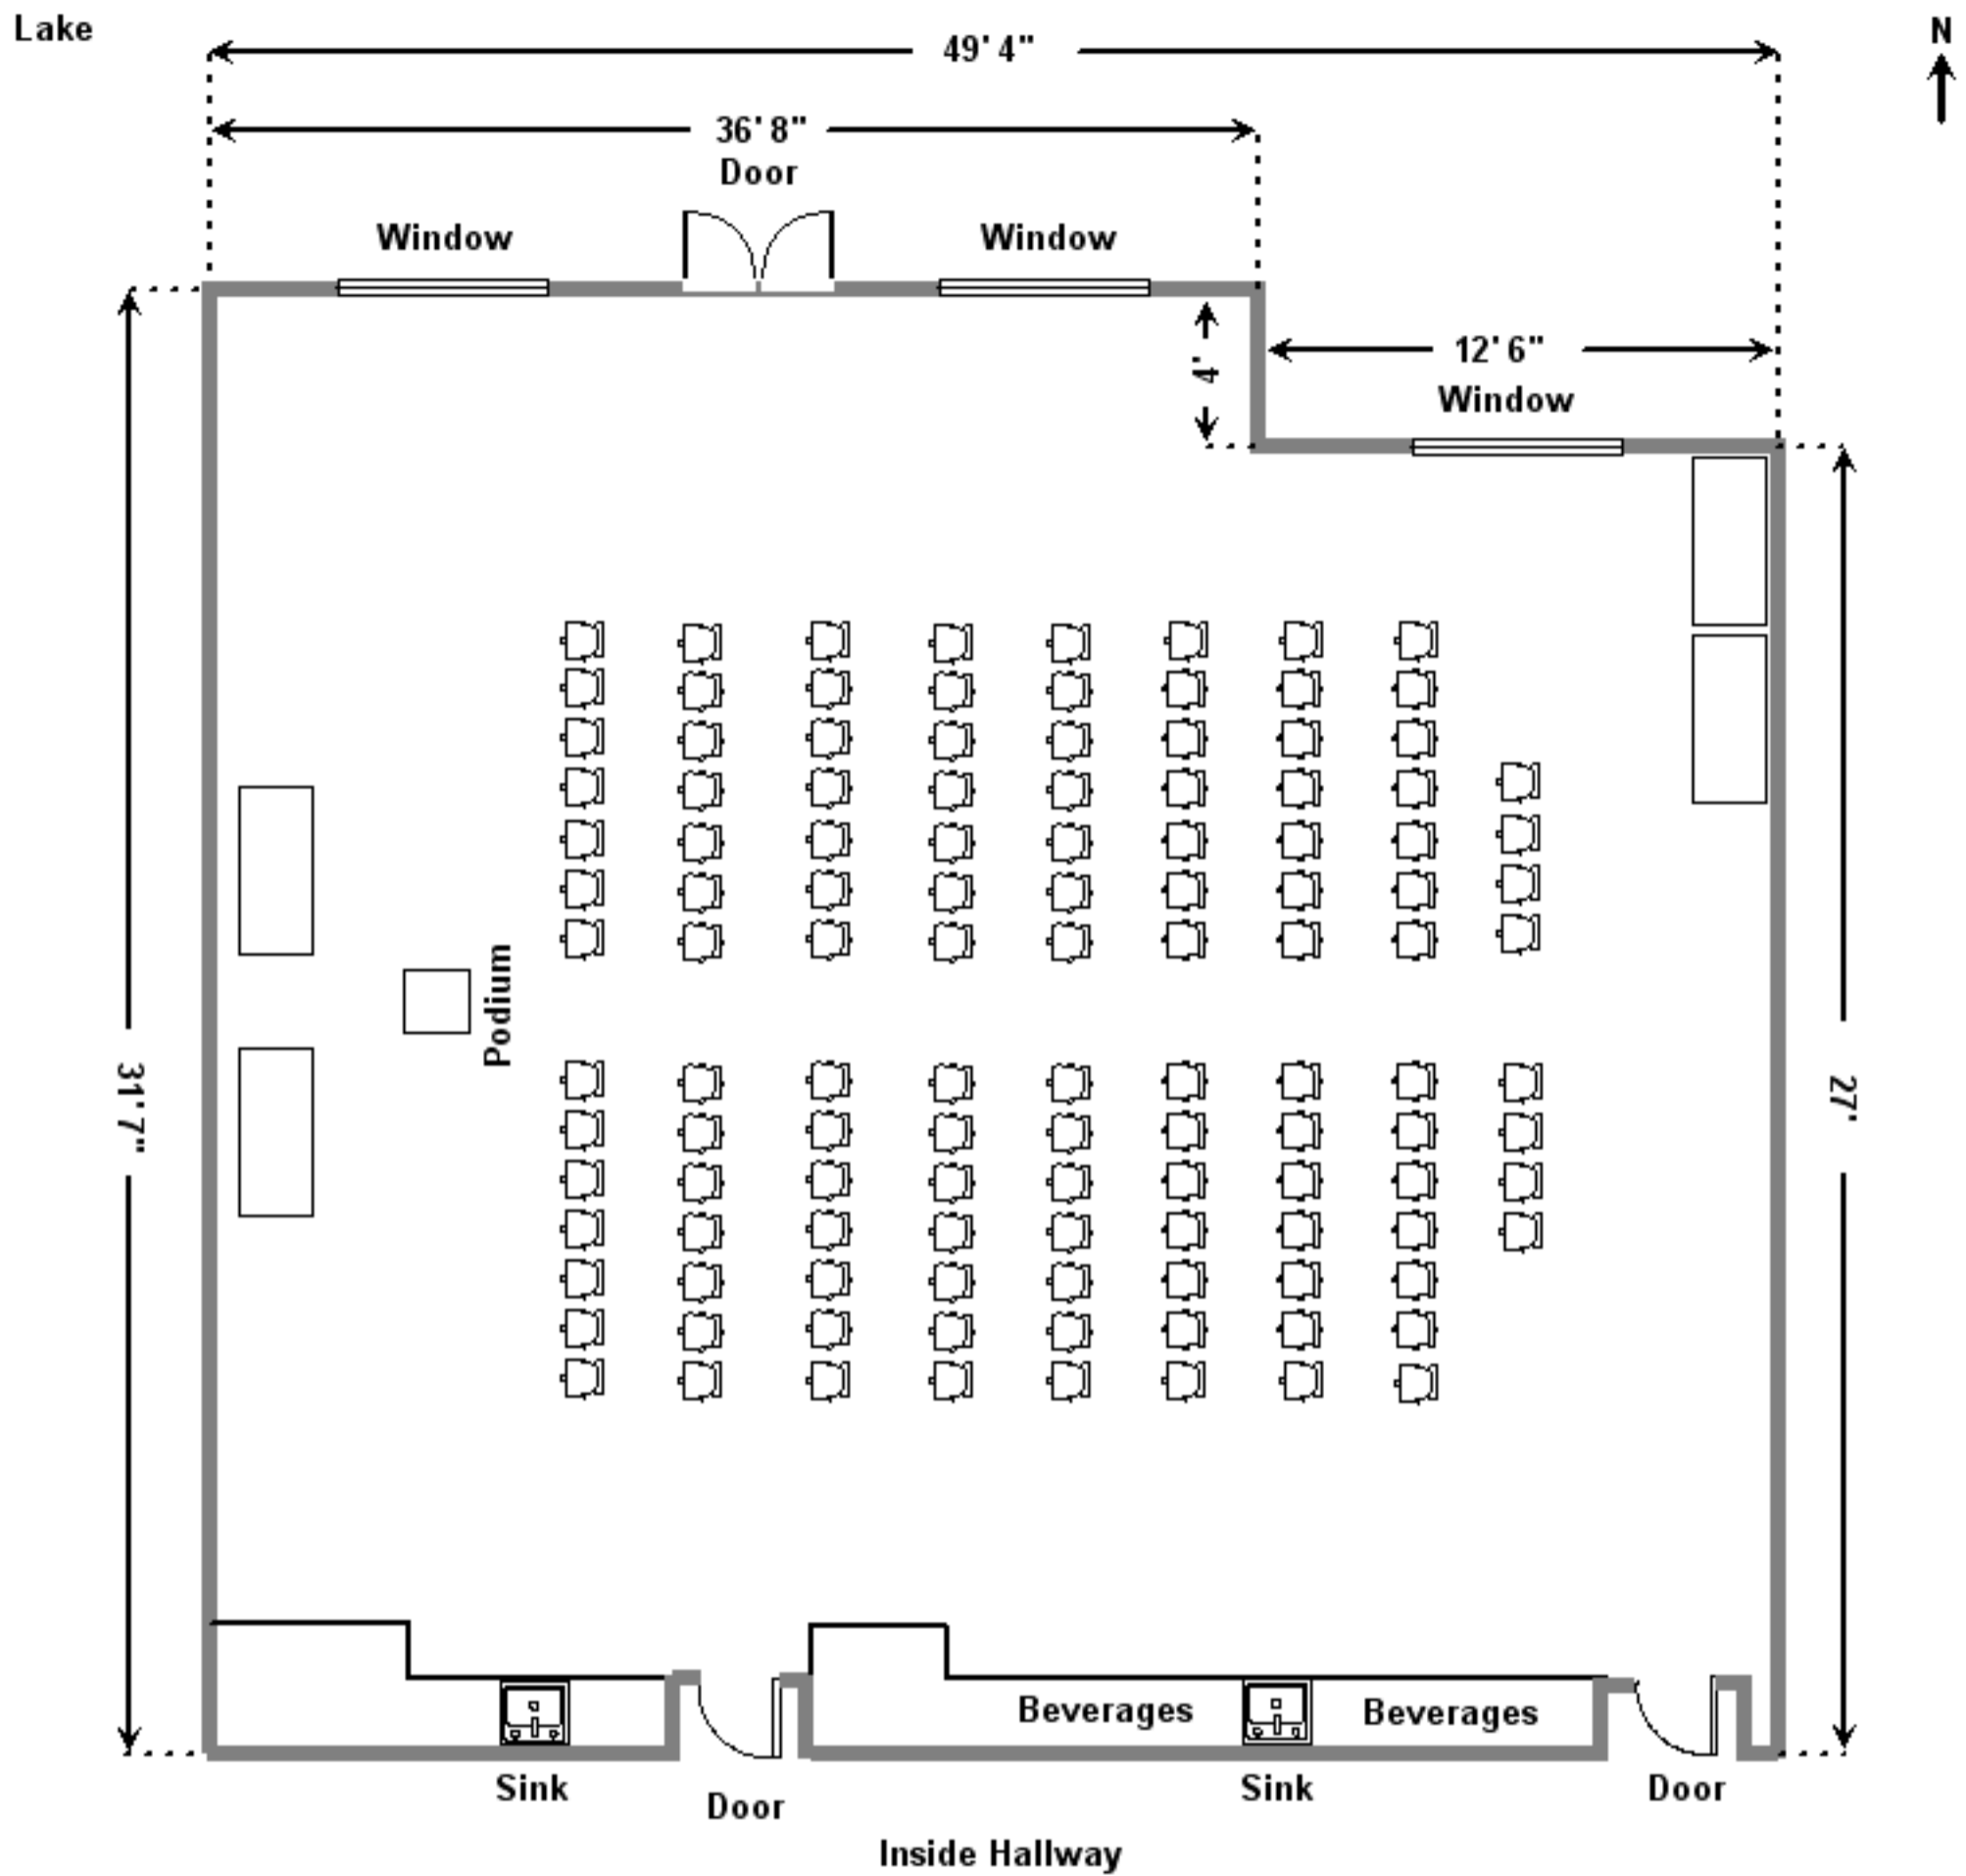 Lake
N
49' 4"
36' 8"
Door
Window
Window
12' 6"
4'
Window
Podium
31' 7"
27'
Beverages
Beverages
Sink
Door
Sink
Door
Inside Hallway